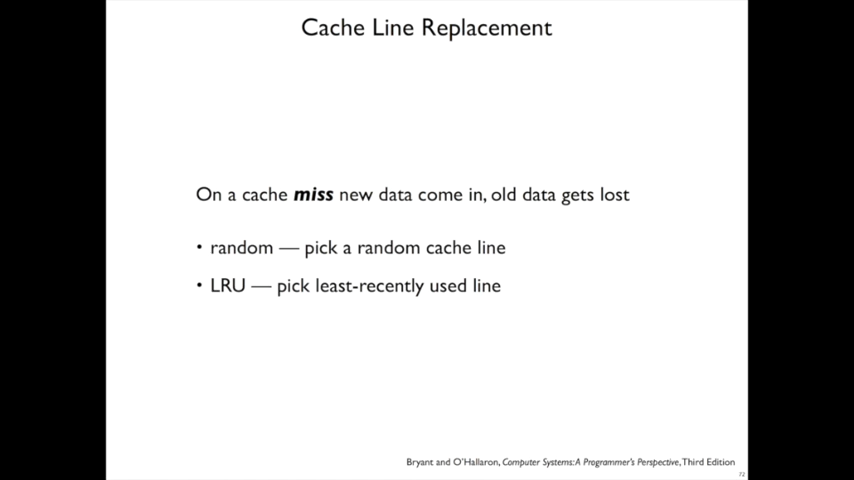 Cache Line Replacement
On a cache miss new data come in, old data gets lost
• random — pick a random cache line
• LRU — pick least-recently used line
Bryant and O'Hallaron, Computer Systems: A Programmer's Perspective, Third Edition
72